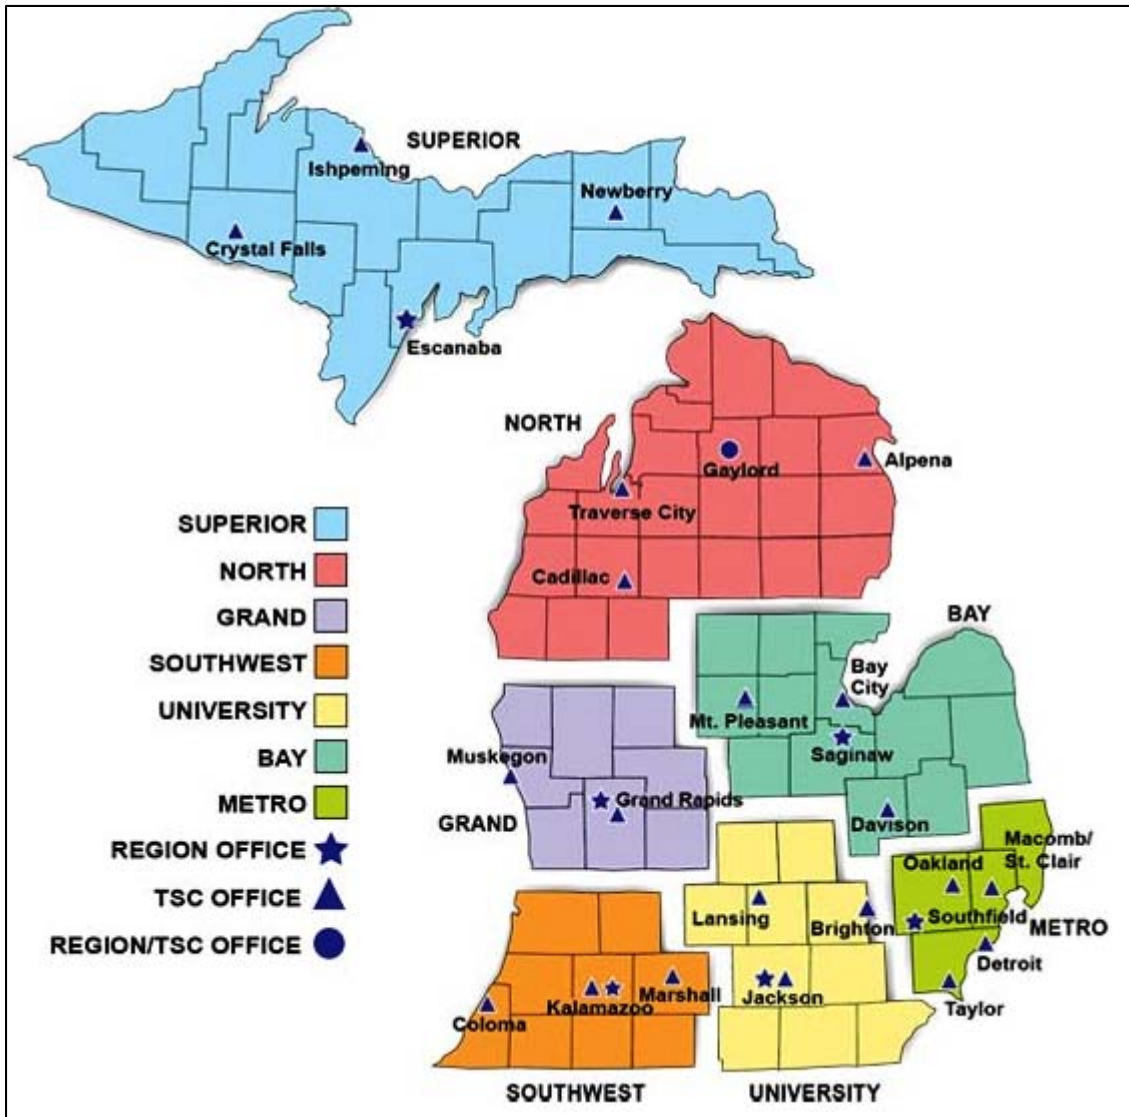 SUPERIOR
Ishpeming
Newberry
Crystal Falls
Escanaba
NORTH
Gaylord
Alpena
Traverse City
Cadillac
SUPERIOR
NORTH
GRAND
SOUTHWEST
UNIVERSITY
BAY
METRO
REGION OFFICE
TSC OFFICE
REGION/TSC OFFICE
BAY
Bay
City
Mt. Pleasant
Saginaw
Davison
Muskegon
Grand Rapids
GRAND
Macomb/
St. Clair
Oakland
Southfield
METRO
Detroit
Taylor
Lansing
Brighton
Jackson
UNIVERSITY
Kalamazoo
Marshall
Coloma
SOUTHWEST